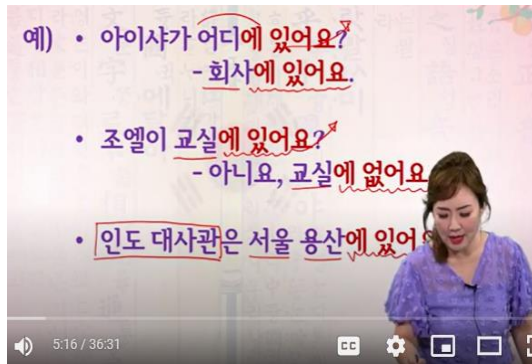 예) • 아이샤가 어디에 있어요?
- 회사에 있어요.
• 조엘이 교실에 있어요?
- 아니요, 교실에 없어요
• 인도 대사관은 서울 용산에 있어
5:16 / 36:31
CC